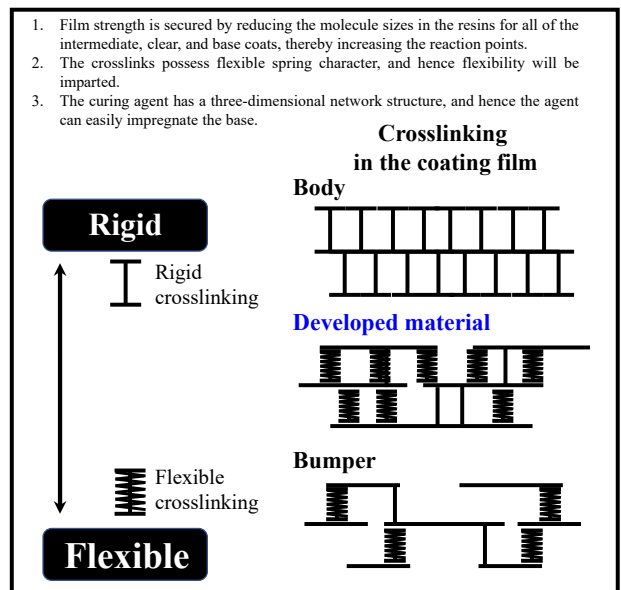 1. Film strength is secured by reducing the molecule sizes in the resins for all of the
intermediate, clear, and base coats, thereby increasing the reaction points.
2. The crosslinks possess flexible spring character, and hence flexibility will be
imparted.
3. The curing agent has a three-dimensional network structure, and hence the agent
can easily impregnate the base.
Crosslinking
in the coating film
Body
Rigid
Rigid
crosslinking
Developed material
Bumper
Flexible
crosslinking
Flexible